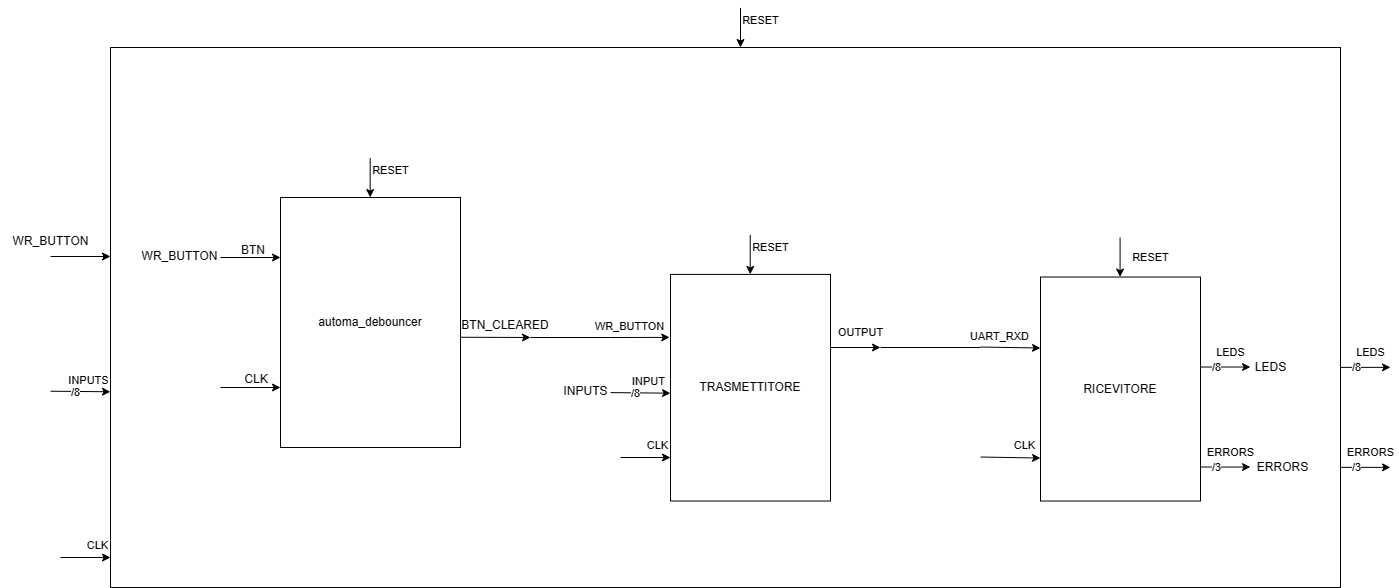 RESET
RESET
WR_BUTTON
WR_BUTTON
BTN
RESET
RESET
automa_debouncer
BTN_CLEARED
WR_BUTTON
OUTPUT
UART_RXD
LEDS
/8
LEDS
LEDS
/8
CLK
INPUTS
/8
INPUTS
INPUT
/8
TRASMETTITORE
RICEVITORE
CLK
CLK
ERRORS
/3
ERRORS
ERRORS
/3
CLK